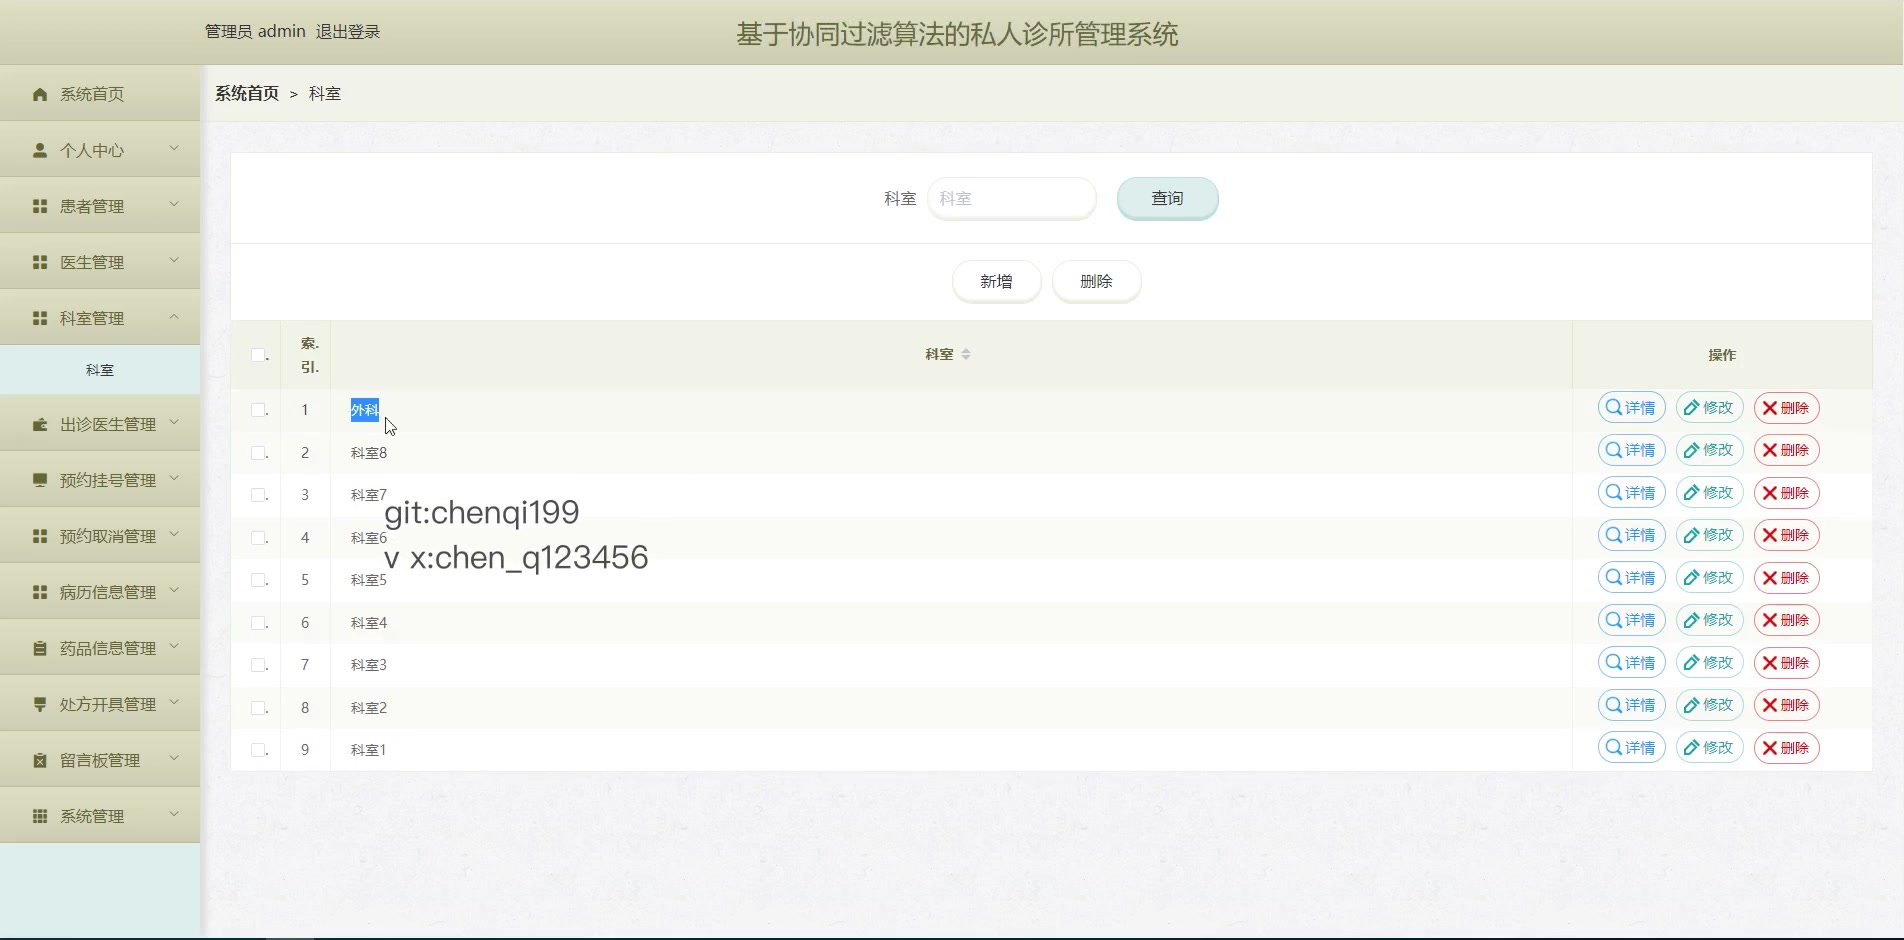 管理员 admin 退出登录
基于协同过滤算法的私人诊所管理系统
系统首页
个人中心
患者管理
医生管理
科室管理
科室
出诊医生管理
预约挂号管理
预约取消管理
病历信息管理
药品信息管理
处方开具管理
留言板管理
系统管理
系统首页 > 科室
科室 科室 查询
新增 删除
. 索. 引. 科室 操作
. 1 外科 详情 修改 删除
. 2 科室8 详情 修改 删除
. 3 科室7 详情 修改 删除
. 4 科室6 详情 修改 删除
. 5 科室5 详情 修改 删除
. 6 科室4 详情 修改 删除
. 7 科室3 详情 修改 删除
. 8 科室2 详情 修改 删除
. 9 科室1 详情 修改 删除
git:chenqi199
v x:chen_q123456